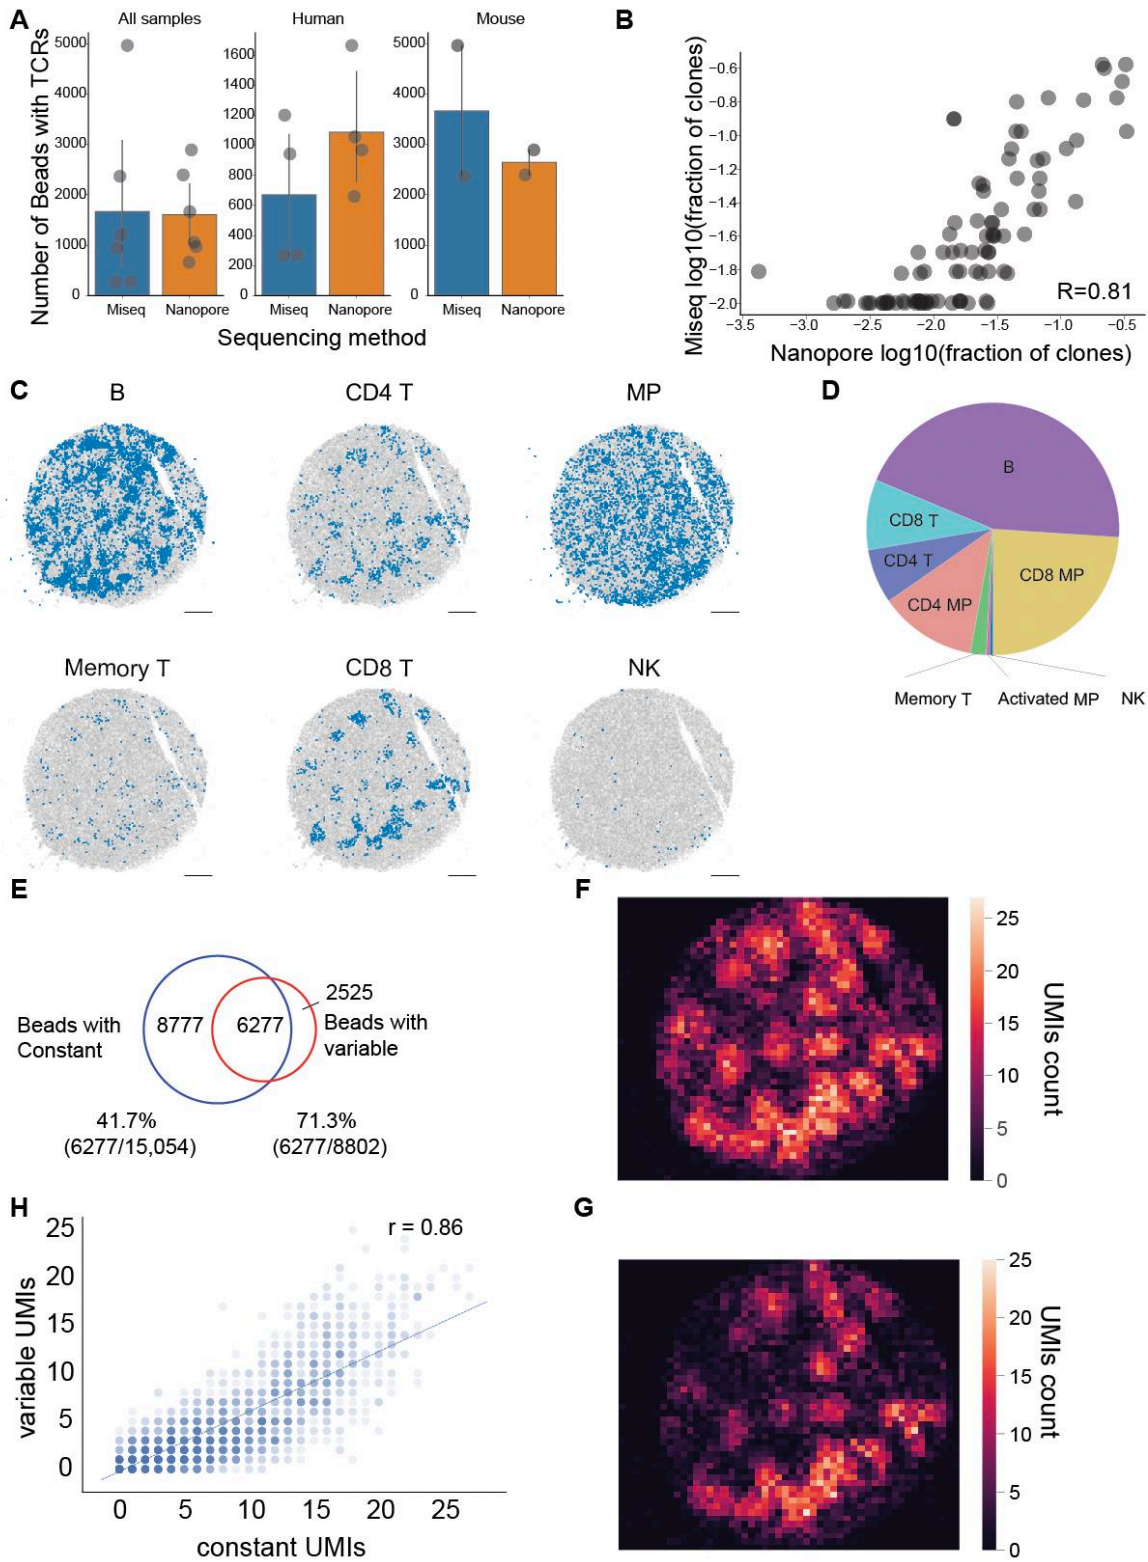 A
All samples
Human
Mouse
Number of Beads with TCRs
5000
4000
3000
2000
1000
0
1600
1400
1200
1000
800
600
400
200
0
5000
4000
3000
2000
1000
0
Miseq Nanopore
Miseq Nanopore
Miseq Nanopore
Sequencing method
B
Miseq log10(fraction of clones)
−0.6
−0.8
−1.0
−1.2
−1.4
−1.6
−1.8
−2.0
R=0.81
−3.5 −3.0 −2.5 −2.0 −1.5 −1.0 −0.5
Nanopore log10(fraction of clones)
C
B
CD4 T
MP
Memory T
CD8 T
NK
D
B
CD8 T
CD4 T
CD4 MP
CD8 MP
Memory T
Activated MP
NK
E
Beads with
Constant
8777
6277
2525
Beads with
variable
41.7%
(6277/15,054)
71.3%
(6277/8802)
F
25
20
15
10
5
0
UMIs count
H
r = 0.86
variable UMIs
25
20
15
10
5
0
0 5 10 15 20 25
constant UMIs
G
25
20
15
10
5
0
UMIs count